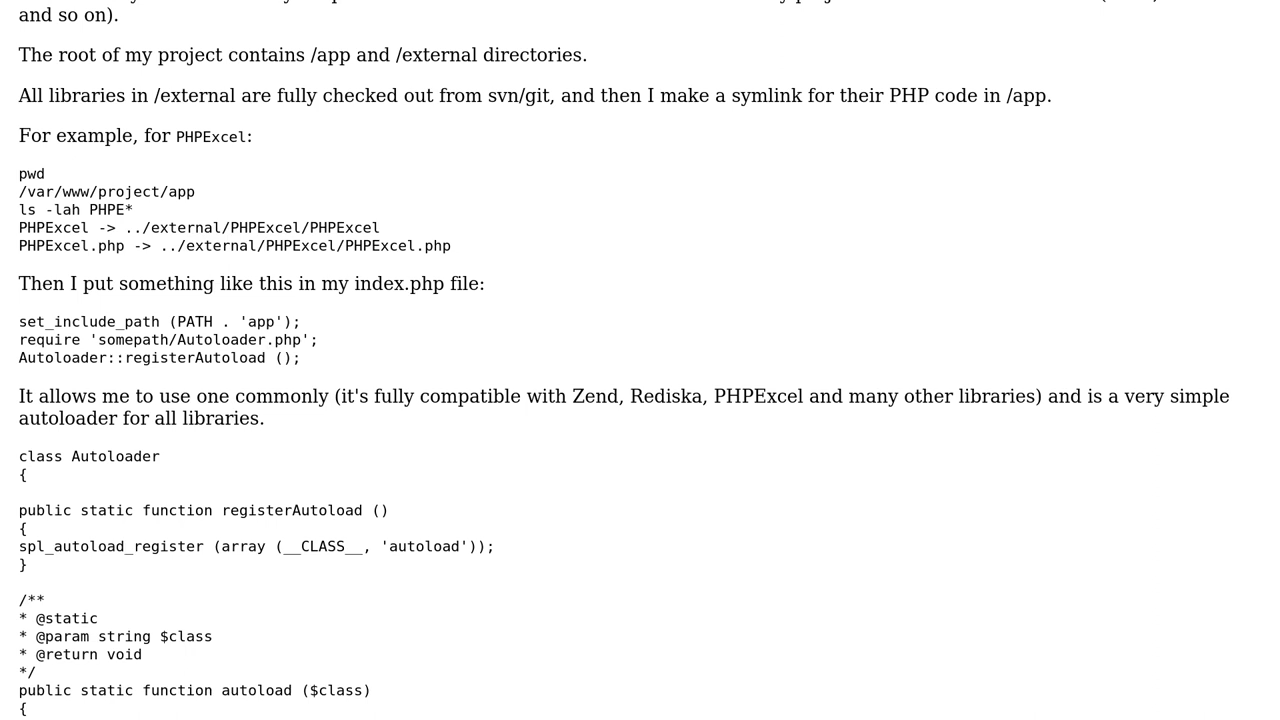 and so on).
The root of my project contains /app and /external directories.
All libraries in /external are fully checked out from svn/git, and then I make a symlink for their PHP code in /app.
For example, for PHPExcel:
pwd
/var/www/project/app
ls -lah PHPE*
PHPExcel -> ../external/PHPExcel/PHPExcel
PHPExcel.php -> ../external/PHPExcel/PHPExcel.php
Then I put something like this in my index.php file:
set_include_path (PATH . 'app');
require 'somepath/Autoloader.php';
Autoloader::registerAutoload ();
It allows me to use one commonly (it's fully compatible with Zend, Rediska, PHPExcel and many other libraries) and is a very simple
autoloader for all libraries.
class Autoloader
{
public static function registerAutoload ()
{
spl_autoload_register (array (__CLASS__, 'autoload'));
}
/**
* @static
* @param string $class
* @return void
*/
public static function autoload ($class)
{